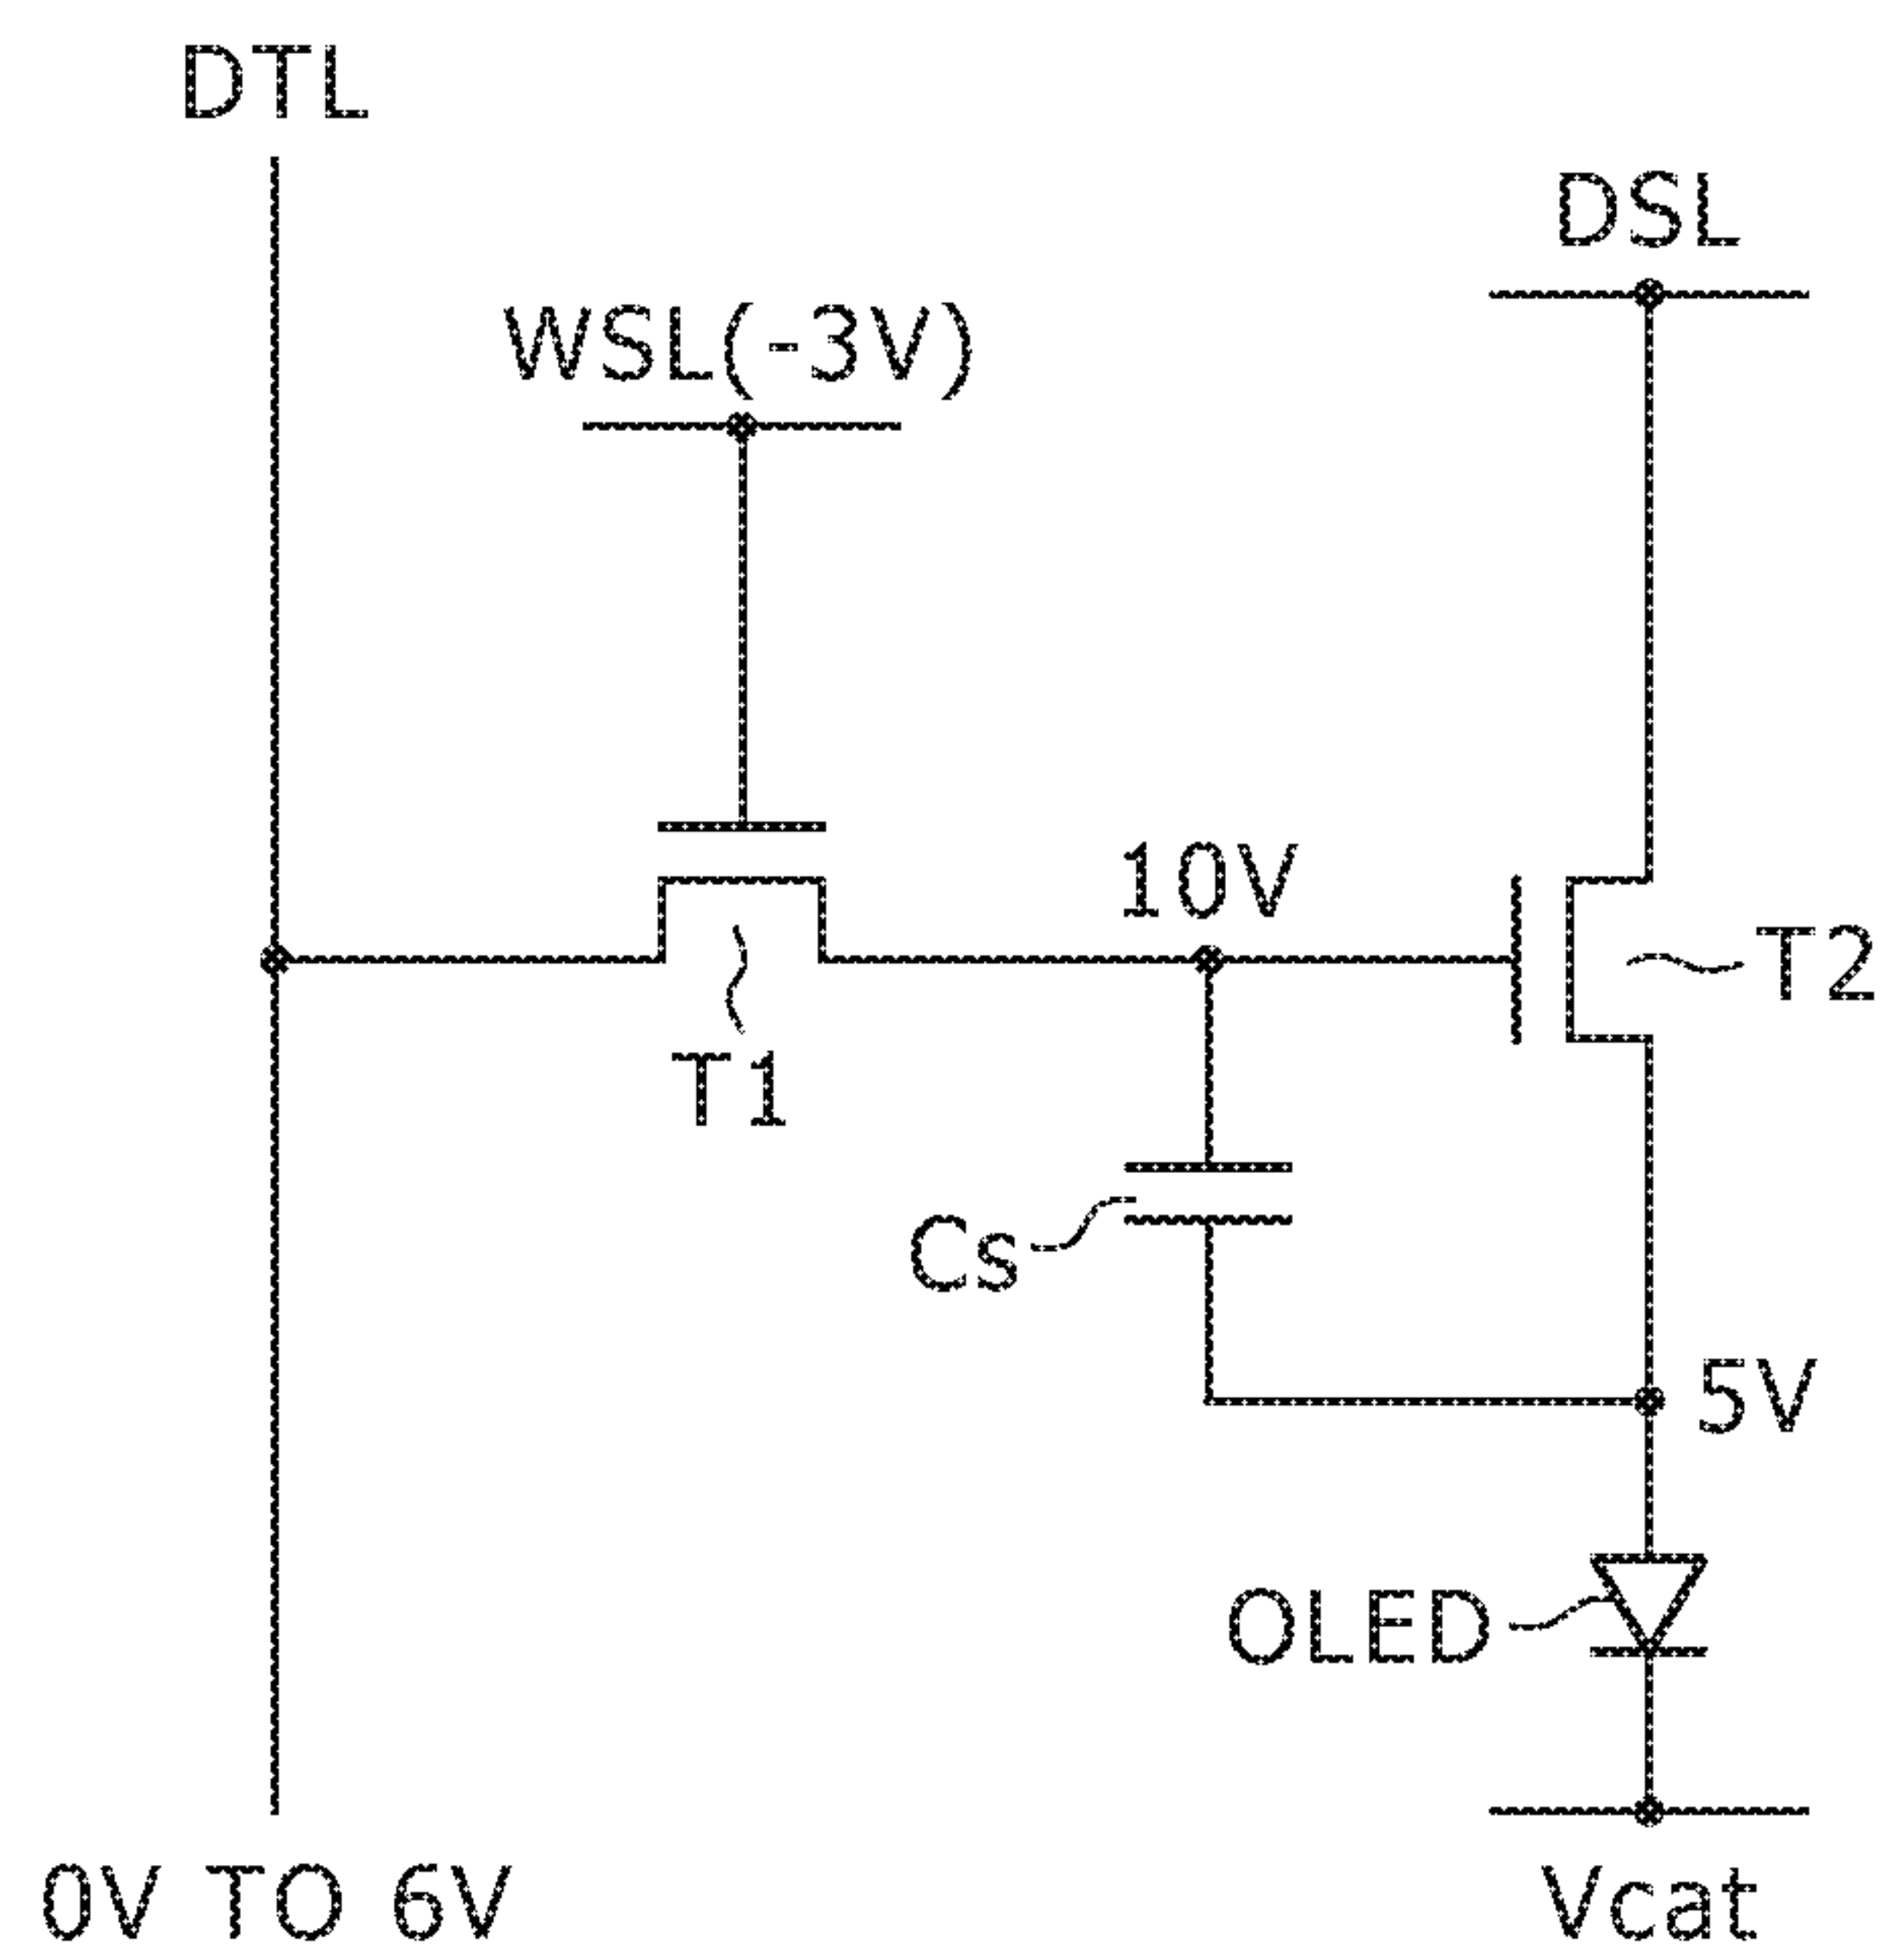 DTL
DSL
WSL(-3V)
10V
T2
T1
Cs
5V
OLED
0V TO 6V
Vcat